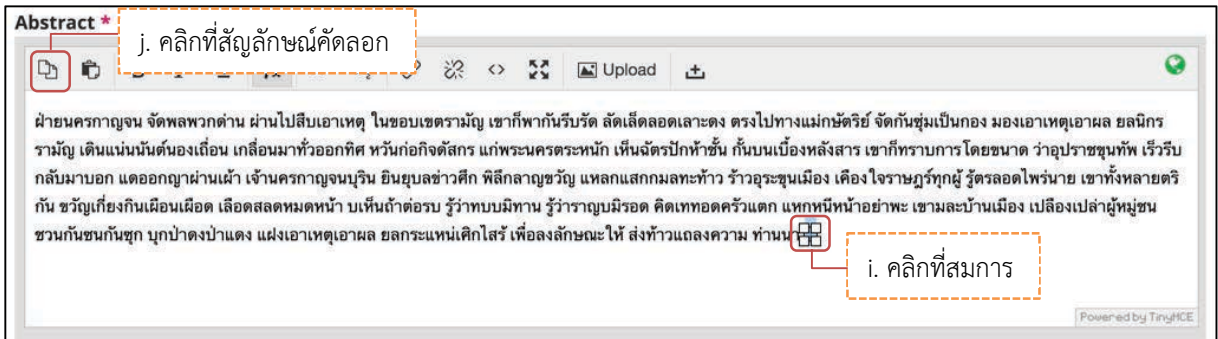 Abstract *
j. คลิกที่สัญลักษณ์คัดลอก
Upload
ฝ่ายนครกาญจน จัดพลพวกด่าน ผ่านไปสืบเอาเหตุ ในขอบเขตรามัญ เขาก็พากันรีบรัด ลัดเล็ดลอดเลาะดง ตรงไปทางแม่กษัตริย์ จัดกันซุ่มเป็นกอง มองเอาเหตุเอาผล ยลนิกร
รามัญ เดินแน่นนันต์นองเถื่อน เกลื่อนมาทั่วออกทิศ หวันก่อกิจดัสกร แก่พระนครตระหนัก เห็นฉัตรปักห้าชั้น กั้นบนเบื้องหลังสาร เขาก็ทราบการโดยขนาด ว่าอุปราชขุนทัพ เร็วรีบ
กลับมาบอก แดออกญาผ่านเผ้า เจ้านครกาญจนบุริน ยินยุบลข่าวศึก พิลึกลาญขวัญ แหลกแสกกมลทะท้าว ร้าวอุระขุนเมือง เคืองใจราษฎร์ทุกผู้ รู้ตรลอดไพร่นาย เขาทั้งหลายตริ
กัน ขวัญเกี่ยงกินเผือนเผือด เลือดสลดหมดหน้า บเห็นถ้าต่อรบ รู้ว่าทบบมิทาน รู้ว่าราญบมิรอด คิดเททอดครัวแตก แหกหนีหน้าอย่าพะ เขามละบ้านเมือง เปลืองเปล่าผู้หมู่ชน
ชวนกันซนกันซุก บุกป่าดงป่าแดง แฝงเอาเหตุเอาผล ยลกระแหน่เศิกไสร้ เพื่อลงลักษณะให้ ส่งท้าวแถลงความ ท่านนา
i. คลิกที่สมการ
Powered by TinyMCE